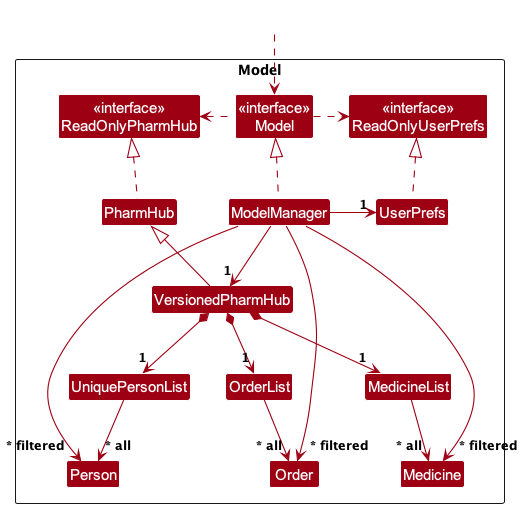 Model
«interface»
ReadOnlyPharmHub
«interface»
Model
«interface»
ReadOnlyUserPrefs
PharmHub
ModelManager
1
UserPrefs
1
VersionedPharmHub
1
1
1
UniquePersonList
OrderList
MedicineList
* filtered
* all
* all
* filtered
* all
* filtered
Person
Order
Medicine